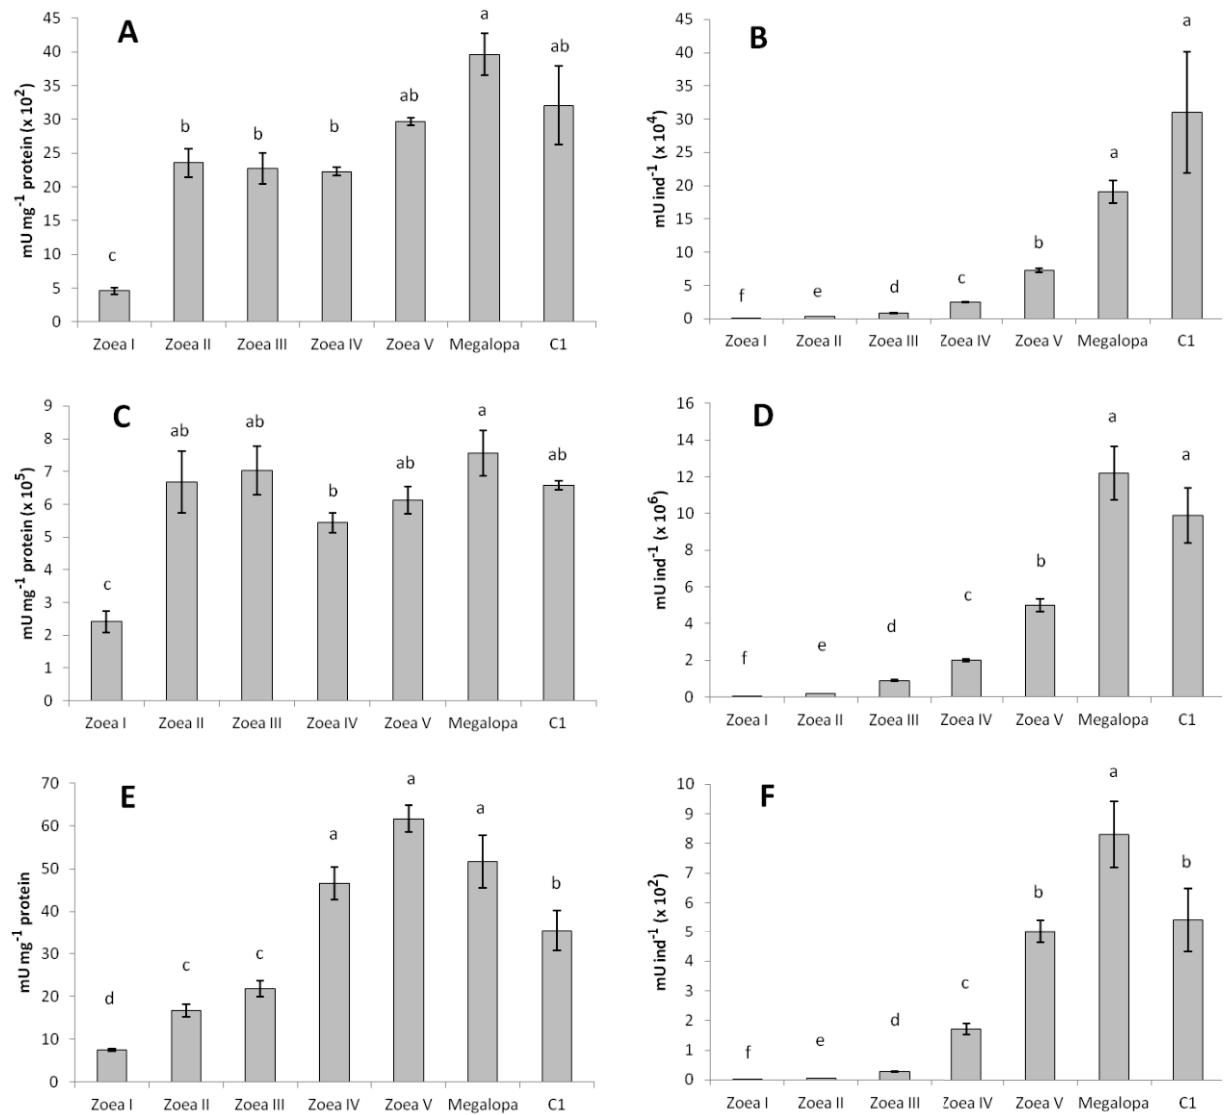 A
mU mg-1 protein (x 102)
45
40
35
30
25
20
15
10
5
0
c
b
b
b
ab
a
ab
Zoea I Zoea II Zoea III Zoea IV Zoea V Megalopa C1
B
mU ind-1 (x 104)
45
40
35
30
25
20
15
10
5
0
f
e
d
c
b
a
a
Zoea I Zoea II Zoea III Zoea IV Zoea V Megalopa C1
C
mU mg-1 protein (x 105)
9
8
7
6
5
4
3
2
1
0
c
ab
ab
b
ab
a
ab
Zoea I Zoea II Zoea III Zoea IV Zoea V Megalopa C1
D
mU ind-1 (x 106)
16
14
12
10
8
6
4
2
0
f
e
d
c
b
a
a
Zoea I Zoea II Zoea III Zoea IV Zoea V Megalopa C1
E
mU mg-1 protein
70
60
50
40
30
20
10
0
d
c
c
a
a
a
b
Zoea I Zoea II Zoea III Zoea IV Zoea V Megalopa C1
F
mU ind-1 (x 102)
10
9
8
7
6
5
4
3
2
1
0
f
e
d
c
b
a
b
Zoea I Zoea II Zoea III Zoea IV Zoea V Megalopa C1